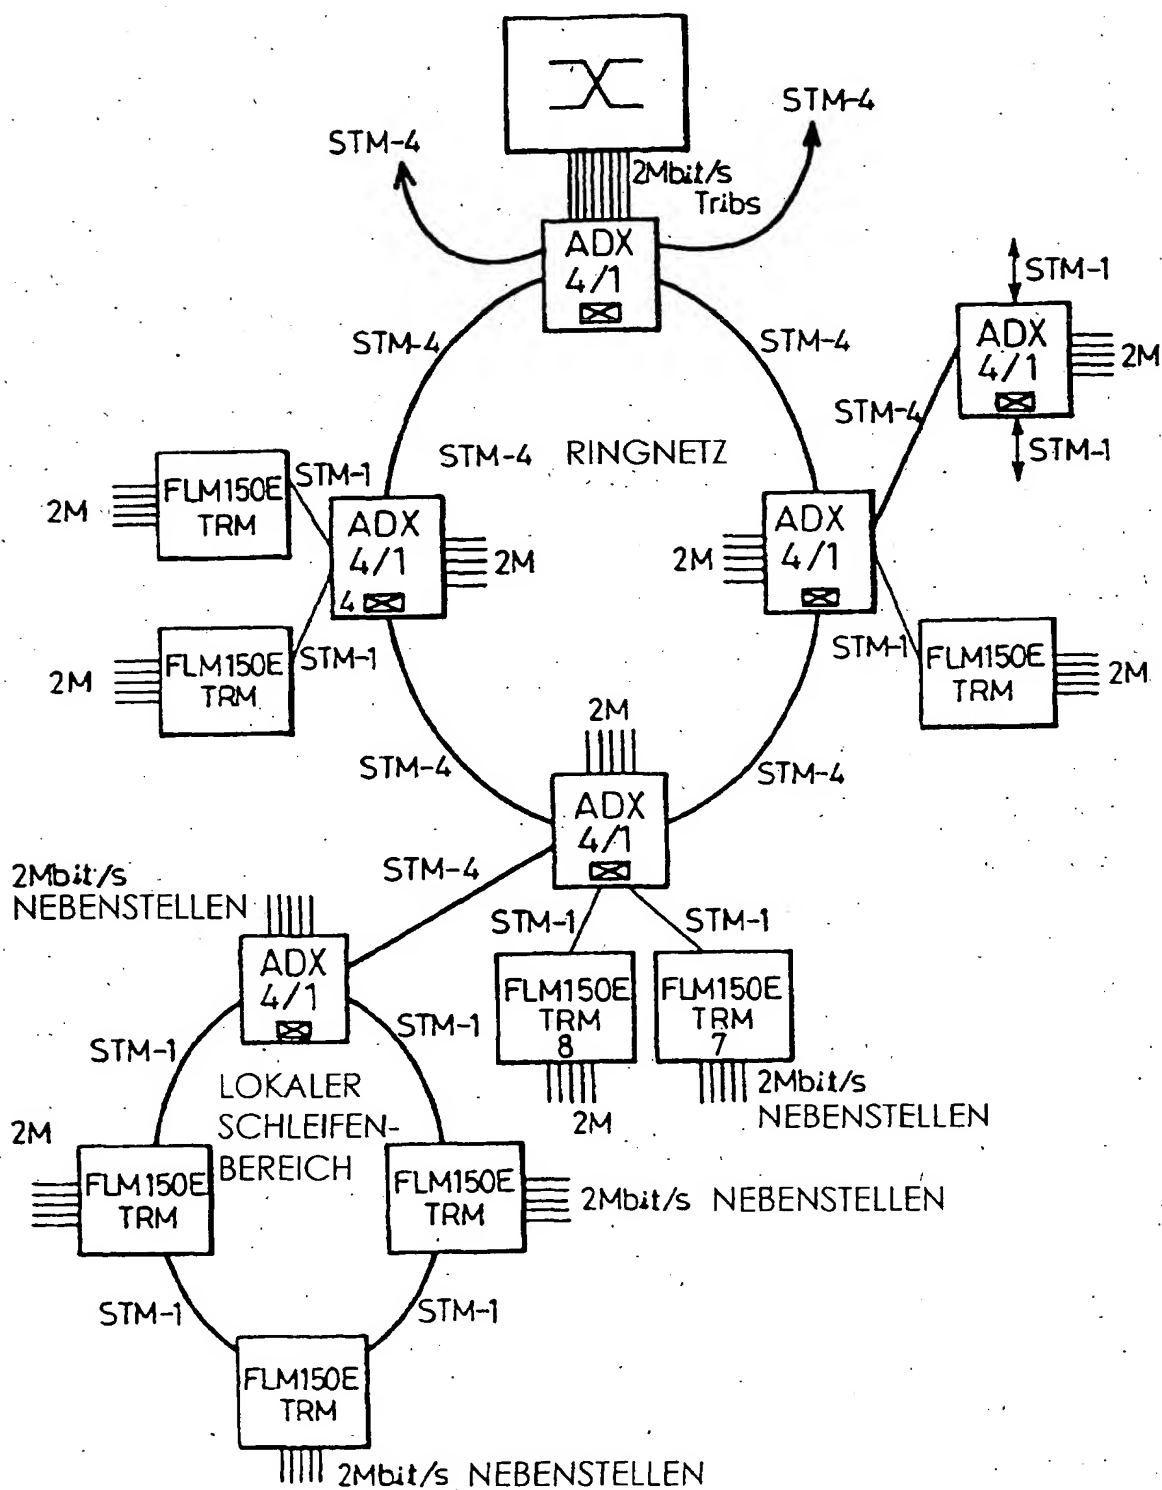 STM-4
STM-4
2Mbit/s
Tribs
ADX
4/1
STM-1
ADX
4/1
2M
STM-1
STM-4
STM-4
STM-4
STM-4 RINGNETZ
FLM150E
TRM
2M
STM-1
ADX
4/1
4
2M
2M
ADX
4/1
FLM150E
TRM
2M
STM-1
STM-1
FLM150E
TRM
2M
STM-4
STM-4
2M
ADX
4/1
STM-4
2Mbit/s
NEBENSTELLEN
ADX
4/1
STM-1
STM-1
FLM150E
TRM
8
2M
FLM150E
TRM
7
2Mbit/s
NEBENSTELLEN
STM-1
STM-1
LOKALER
SCHLEIFEN-
BEREICH
2M
FLM150E
TRM
FLM150E
TRM
2Mbit/s NEBENSTELLEN
STM-1
STM-1
FLM150E
TRM
2Mbit/s NEBENSTELLEN